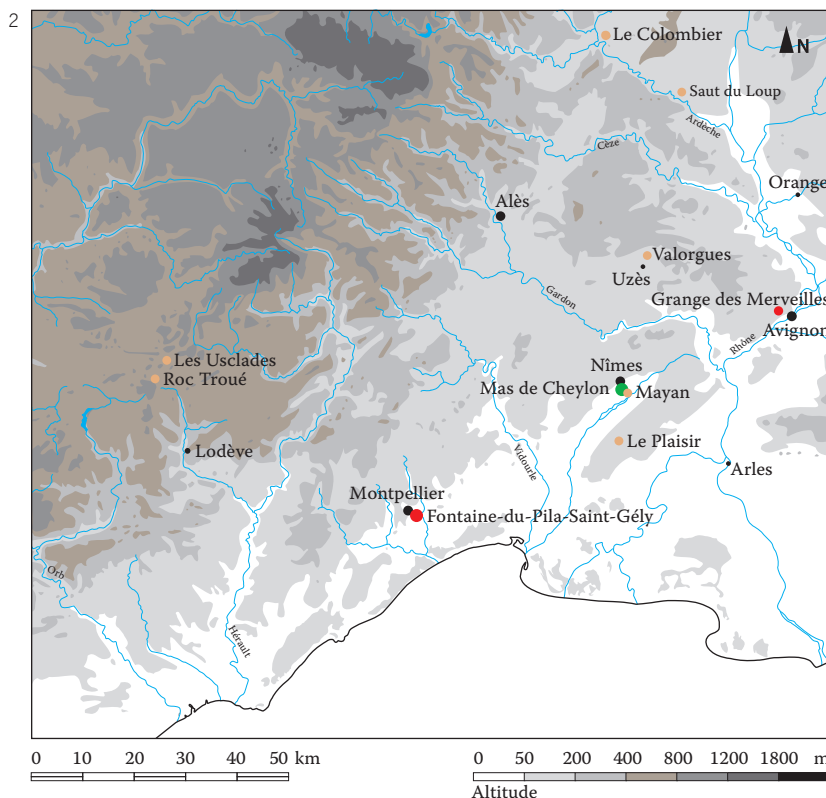 2
Le Colombier
N
Saut du Loup
Ardèche
Cèze
Orange
Alès
Valorgues
Uzès
Gardon
Grange des Merveilles
Avignon
Rhône
Nîmes
Les Usclades
Roc Troué
Mas de Cheylon
Mayan
Le Plaisir
Lodève
Vidourle
Arles
Montpellier
Fontaine-du-Pila-Saint-Gély
Orb
Hérault
0 10 20 30 40 50 km
0 50 200 400 800 1200 1800 m
Altitude